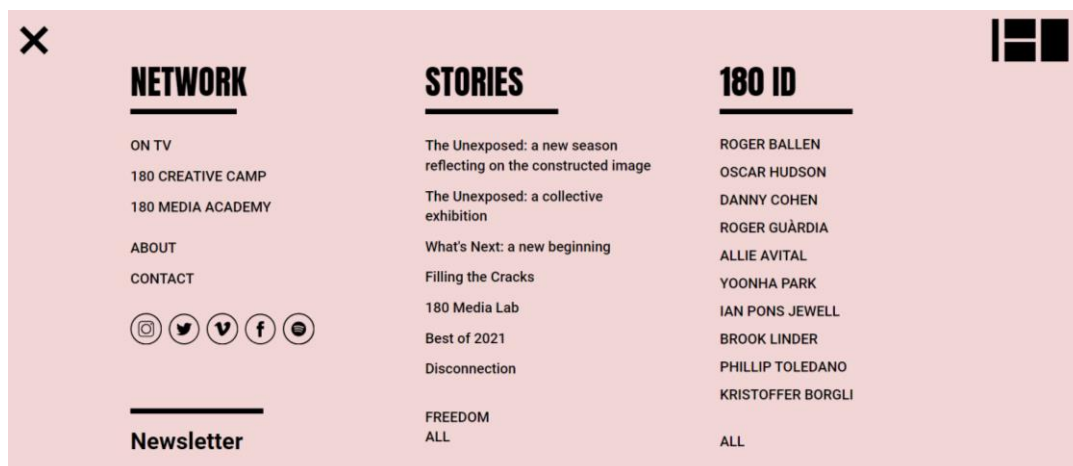 NETWORK
ON TV
180 CREATIVE CAMP
180 MEDIA ACADEMY
ABOUT
CONTACT
Newsletter
STORIES
The Unexposed: a new season
reflecting on the constructed image
The Unexposed: a collective
exhibition
What's Next: a new beginning
Filling the Cracks
180 Media Lab
Best of 2021
Disconnection
FREEDOM
ALL
180 ID
ROGER BALLEN
OSCAR HUDSON
DANNY COHEN
ROGER GUÀRDIA
ALLIE AVITAL
YOONHA PARK
IAN PONS JEWELL
BROOK LINDER
PHILLIP TOLEDANO
KRISTOFFER BORGLI
ALL